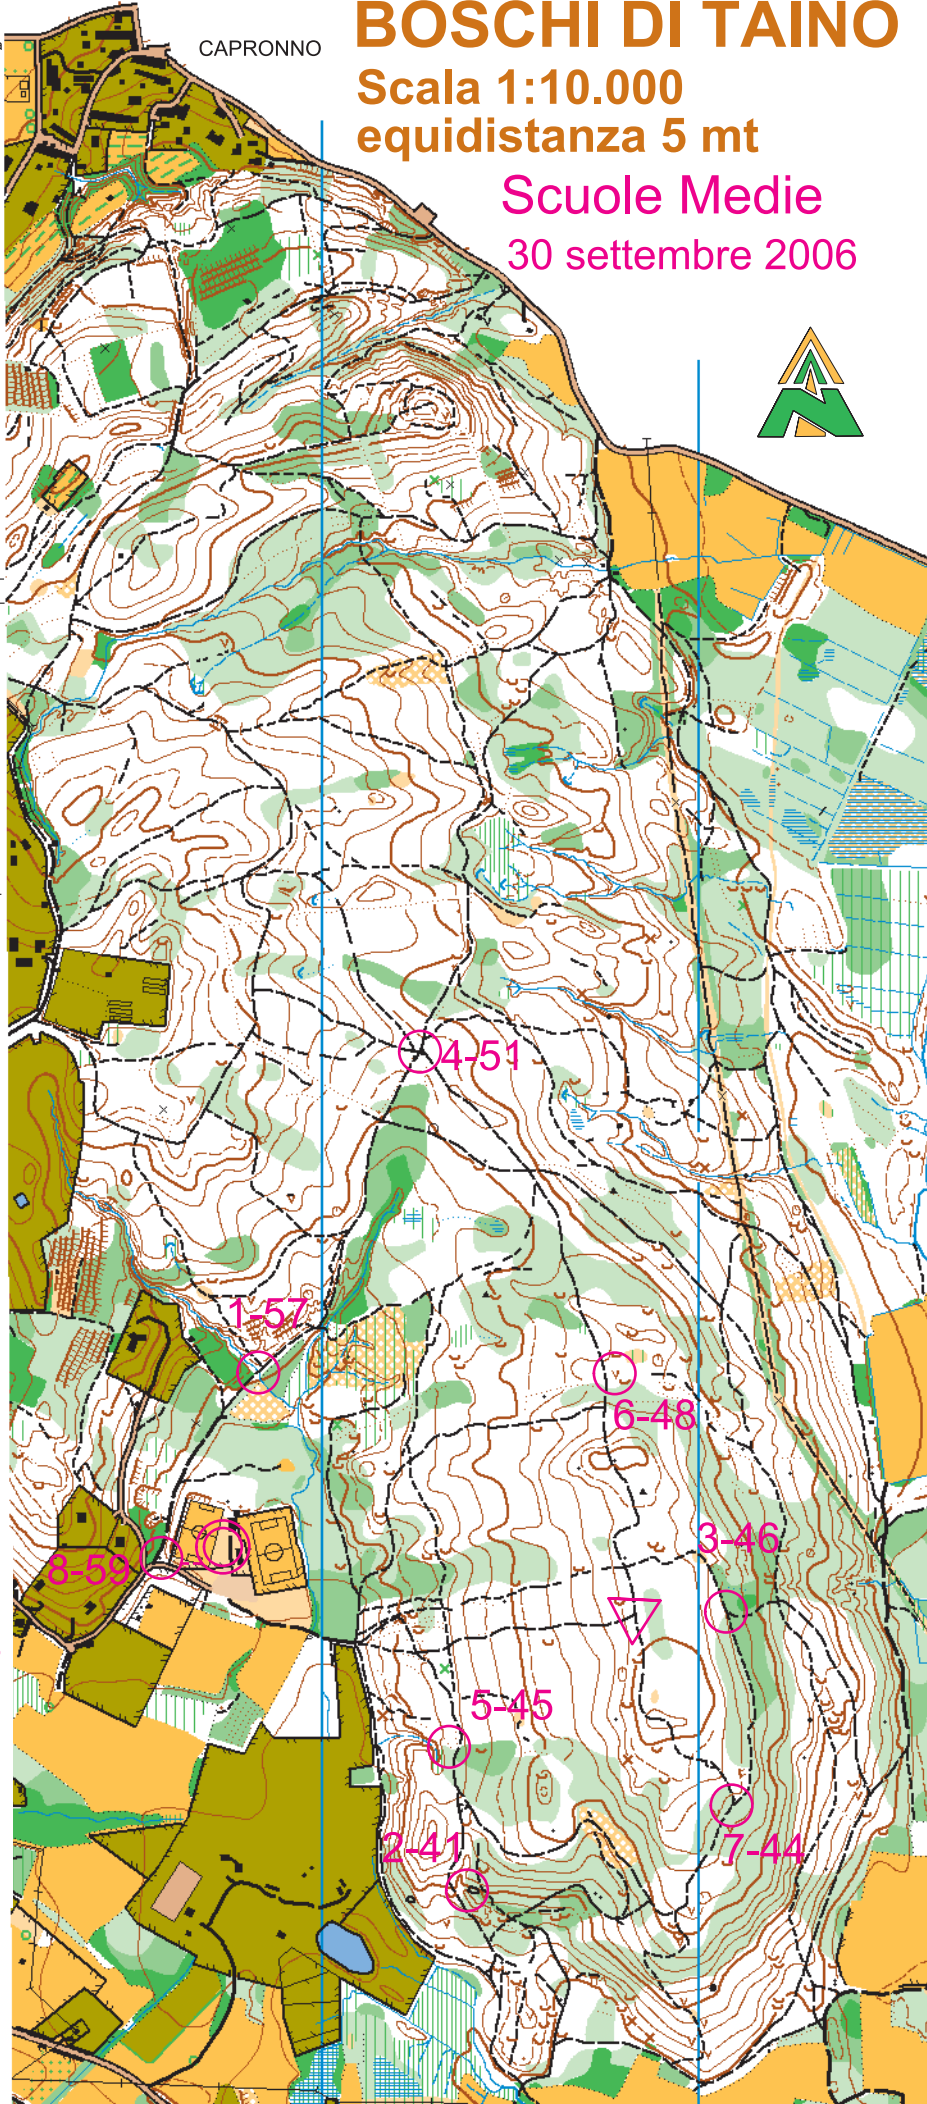 BOSCHI DI TAINO
CAPRONNO
Scala 1:10.000
equidistanza 5 mt
Scuole Medie
30 settembre 2006
4-51
1-57
6-48
3-46
8-59
5-45
2-41
7-44